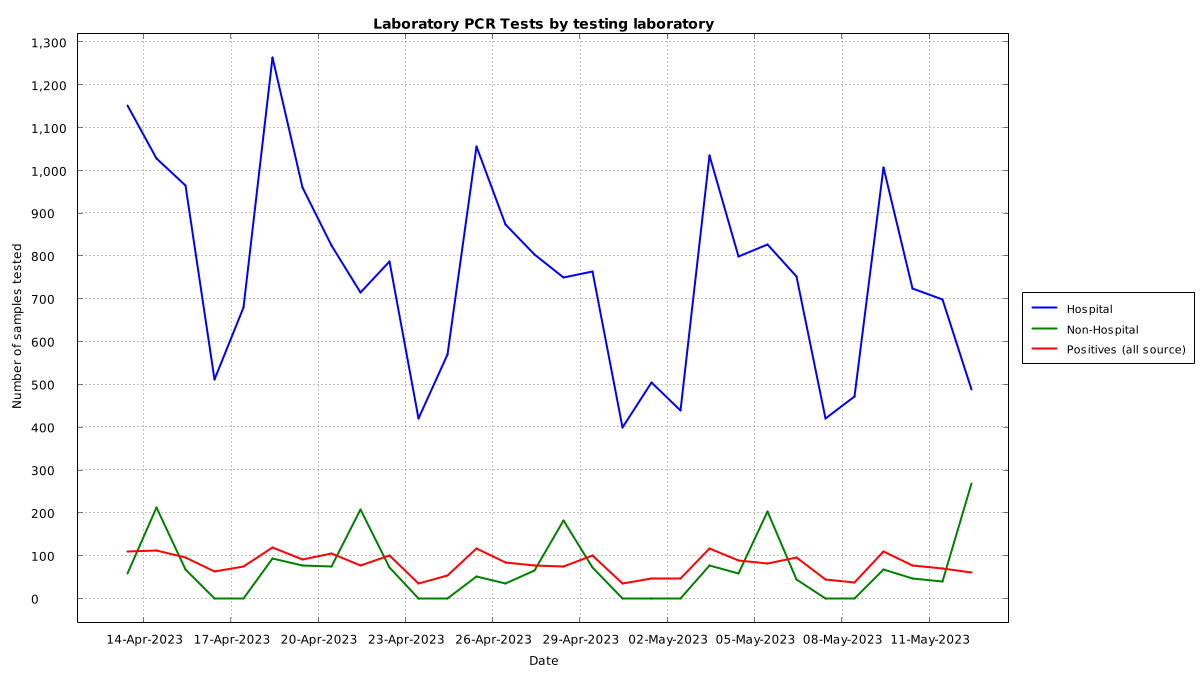 Laboratory PCR Tests by testing laboratory
1,300
1,200
1,100
1,000
900
800
700
600
500
400
300
200
100
0
Number of samples tested
14-Apr-2023 17-Apr-2023 20-Apr-2023 23-Apr-2023 26-Apr-2023 29-Apr-2023 02-May-2023 05-May-2023 08-May-2023 11-May-2023
Date
Hospital
Non-Hospital
Positives (all source)